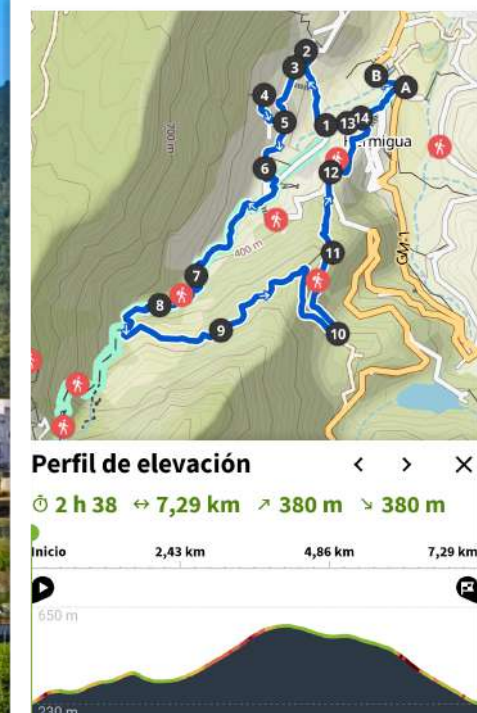 2
3
B
A
4
5
1
13
14
Hermigua
700 m
6
12
400 m
GM-1
11
7
8
9
10
Perfil de elevación
2 h 38 7,29 km 380 m 380 m
Inicio 2,43 km 4,86 km 7,29 km
650 m
230 m